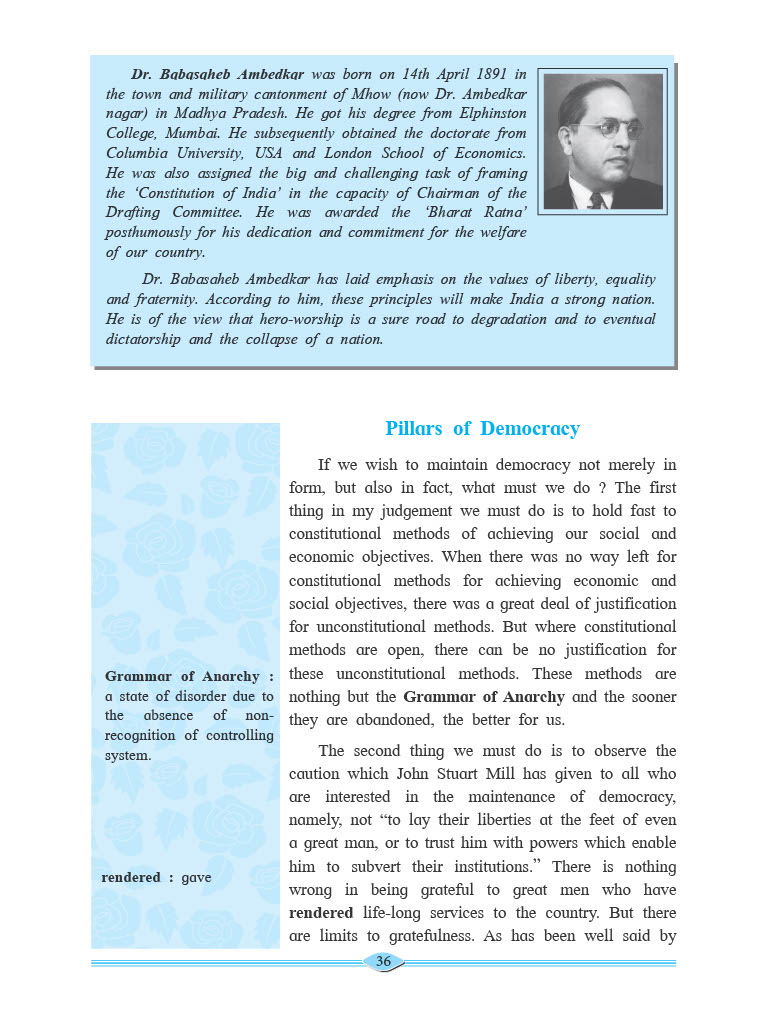 Dr. Babasaheb Ambedkar was born on 14th April 1891 in
the town and military cantonment of Mhow (now Dr. Ambedkar
nagar) in Madhya Pradesh. He got his degree from Elphinston
College, Mumbai. He subsequently obtained the doctorate from
Columbia University, USA and London School of Economics.
He was also assigned the big and challenging task of framing
the ‘Constitution of India’ in the capacity of Chairman of the
Drafting Committee. He was awarded the ‘Bharat Ratna’
posthumously for his dedication and commitment for the welfare
of our country.
Dr. Babasaheb Ambedkar has laid emphasis on the values of liberty, equality
and fraternity. According to him, these principles will make India a strong nation.
He is of the view that hero-worship is a sure road to degradation and to eventual
dictatorship and the collapse of a nation.
Pillars of Democracy
If we wish to maintain democracy not merely in
form, but also in fact, what must we do ? The first
thing in my judgement we must do is to hold fast to
constitutional methods of achieving our social and
economic objectives. When there was no way left for
constitutional methods for achieving economic and
social objectives, there was a great deal of justification
for unconstitutional methods. But where constitutional
methods are open, there can be no justification for
these unconstitutional methods. These methods are
nothing but the Grammar of Anarchy and the sooner
they are abandoned, the better for us.
The second thing we must do is to observe the
caution which John Stuart Mill has given to all who
are interested in the maintenance of democracy,
namely, not “to lay their liberties at the feet of even
a great man, or to trust him with powers which enable
him to subvert their institutions.” There is nothing
wrong in being grateful to great men who have
rendered life-long services to the country. But there
are limits to gratefulness. As has been well said by
Grammar of Anarchy :
a state of disorder due to
the absence of non-
recognition of controlling
system.
rendered : gave
36